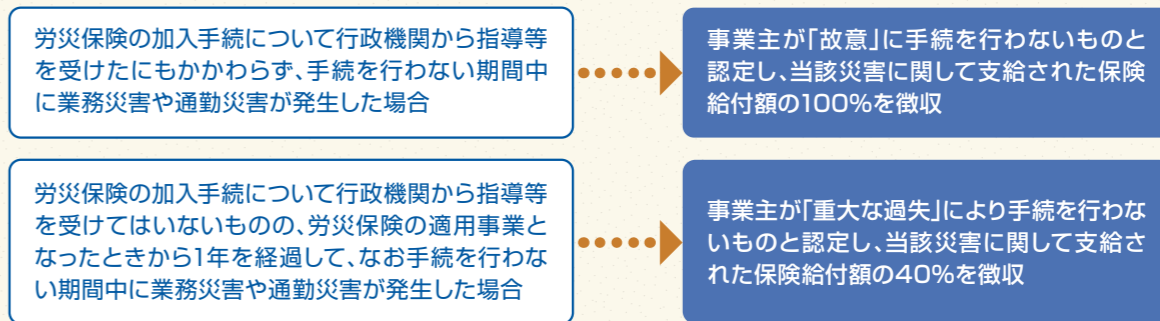 労災保険の加入手続について行政機関から指導等
を受けたにもかかわらず、手続を行わない期間中
に業務災害や通勤災害が発生した場合
事業主が「故意」に手続を行わないものと
認定し、当該災害に関して支給された保険
給付額の100%を徴収
労災保険の加入手続について行政機関から指導等
を受けてはいないものの、労災保険の適用事業と
なったときから1年を経過して、なお手続を行わな
い期間中に業務災害や通勤災害が発生した場合
事業主が「重大な過失」により手続を行わな
いものと認定し、当該災害に関して支給さ
れた保険給付額の40%を徴収